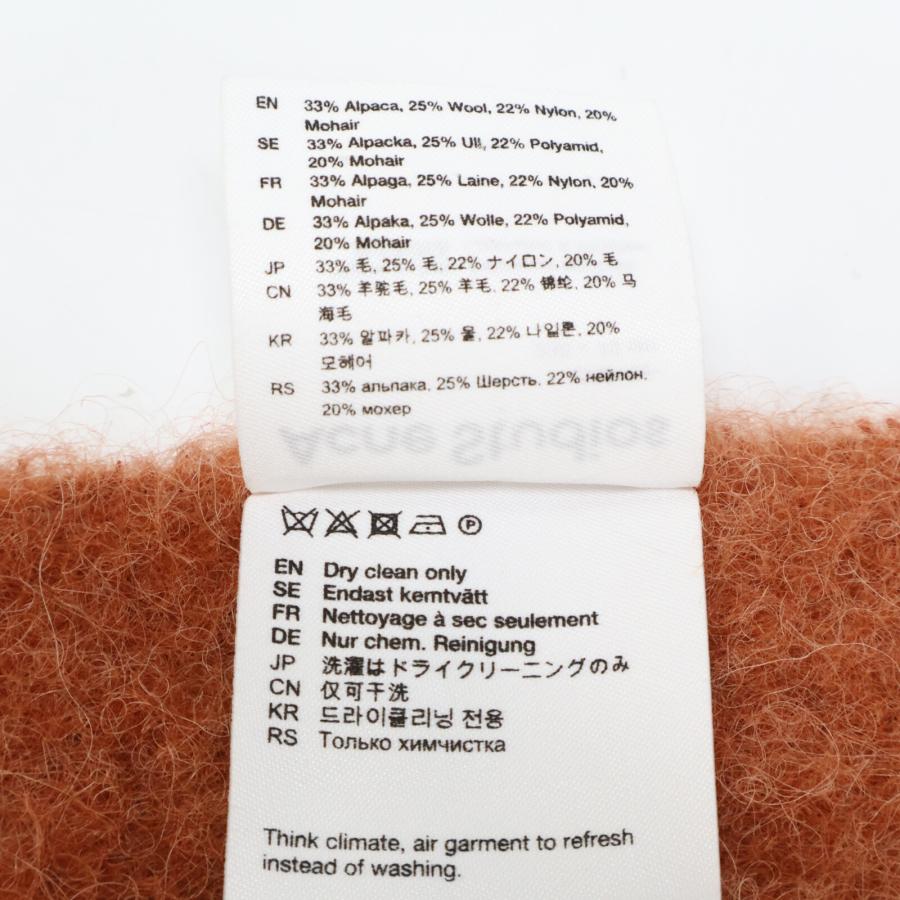 EN 33% Alpaca, 25% Wool, 22% Nylon, 20%
Mohair
SE 33% Alpacka, 25% Ull, 22% Polyamid,
20% Mohair
FR 33% Alpaga, 25% Laine, 22% Nylon, 20%
Mohair
DE 33% Alpaka, 25% Wolle, 22% Polyamid,
20% Mohair
JP 33% 毛, 25% 毛, 22% ナイロン, 20% 毛
CN 33% 羊驼毛, 25% 羊毛, 22% 锦纶, 20% 马
海毛
KR 33% 알파카, 25% 울, 22% 나일론, 20%
모헤어
RS 33% альпака, 25% Шерсть, 22% нейлон,
20% мохер
Acne Studios
P
EN Dry clean only
SE Endast kemtvätt
FR Nettoyage à sec seulement
DE Nur chem. Reinigung
JP 洗濯はドライクリーニングのみ
CN 仅可干洗
KR 드라이클리닝 전용
RS Только химчистка
Think climate, air garment to refresh
instead of washing.